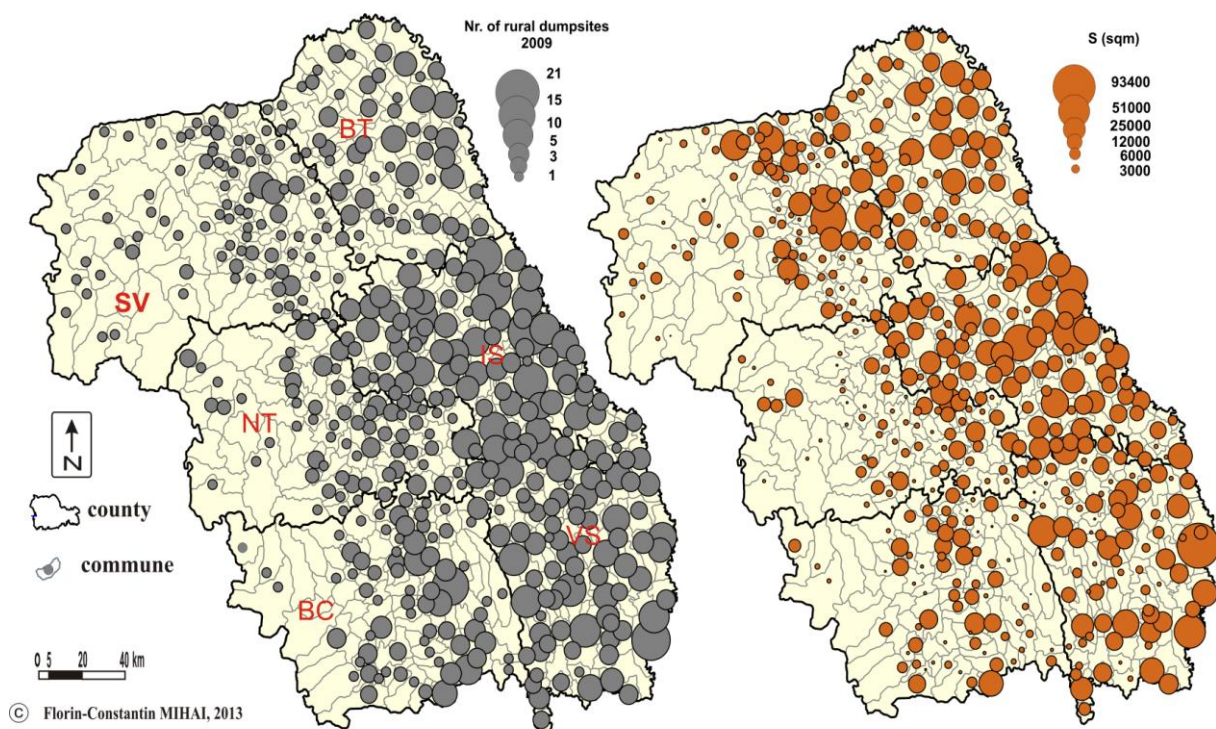 Nr. of rural dumpsites
2009
21
15
10
5
3
1
S (sqm)
93400
51000
25000
12000
6000
3000
BT
SV
IS
NT
VS
BC
N
county
commune
0 5 20 40 km
© Florin-Constantin MIHAI, 2013